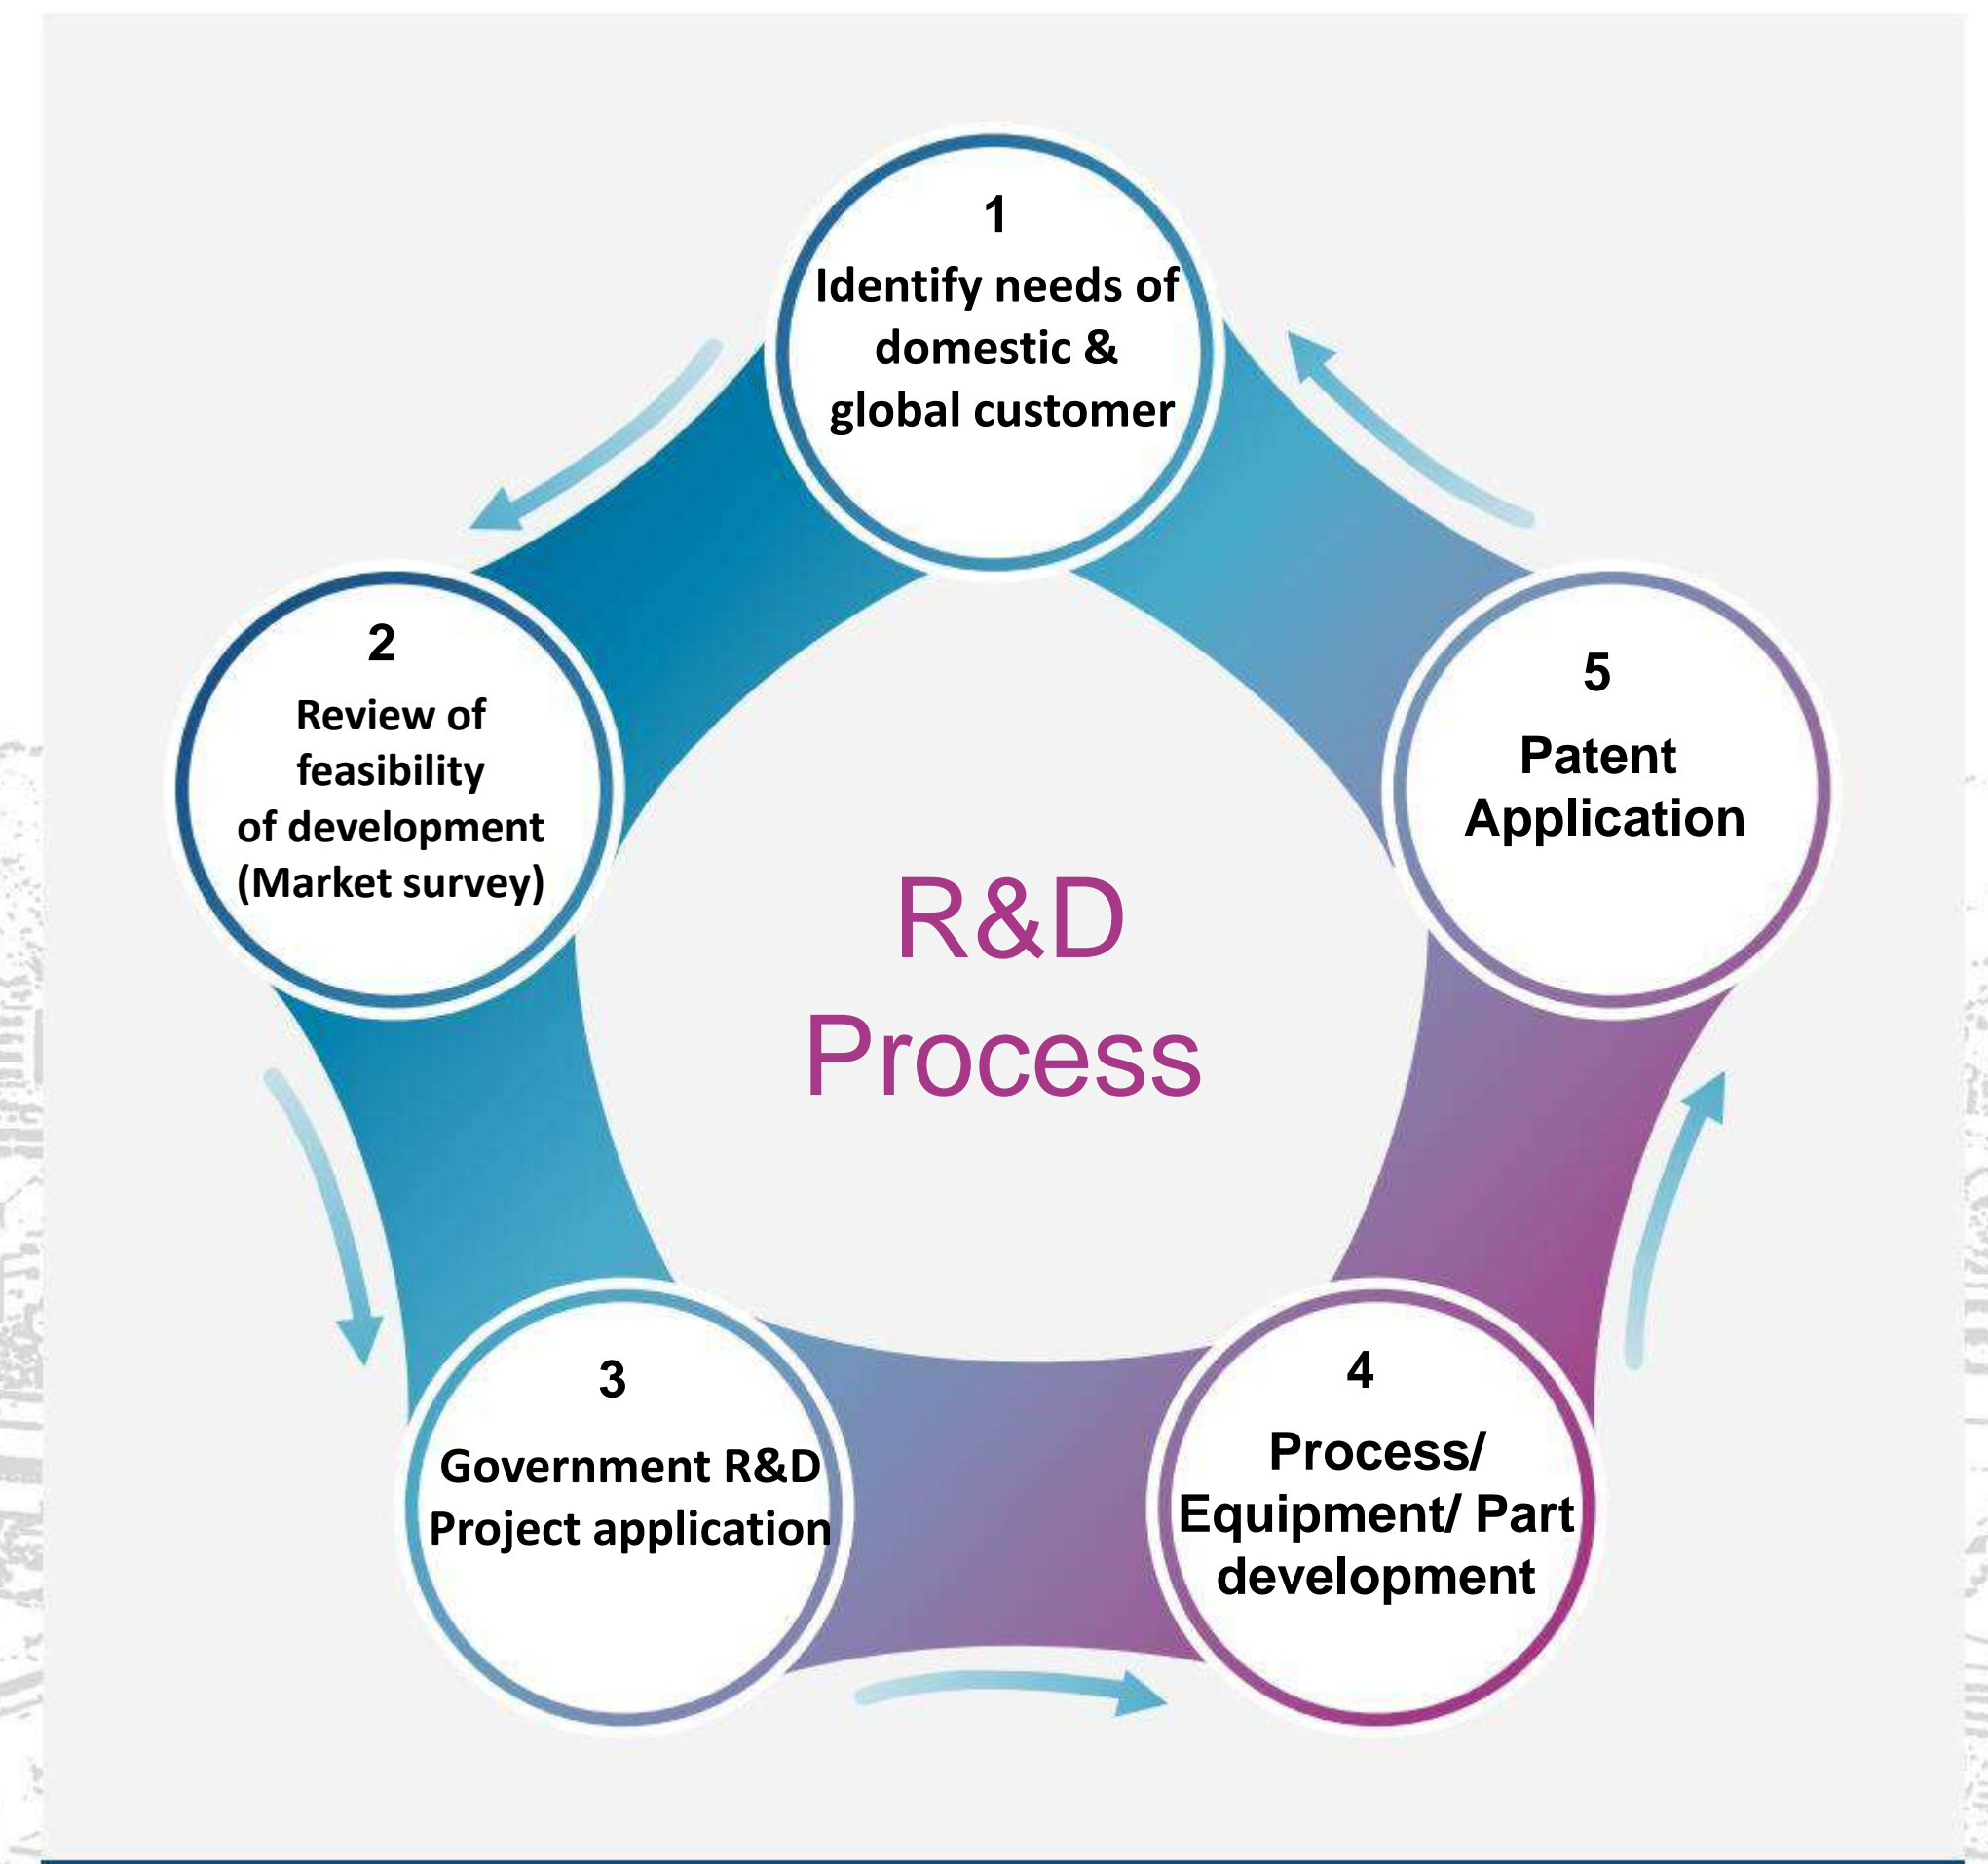 1
Identify needs of
domestic &
global customer
2
Review of
feasibility
of development
(Market survey)
3
Government R&D
Project application
4
Process/
Equipment/ Part
development
5
Patent
Application
R&D
Process